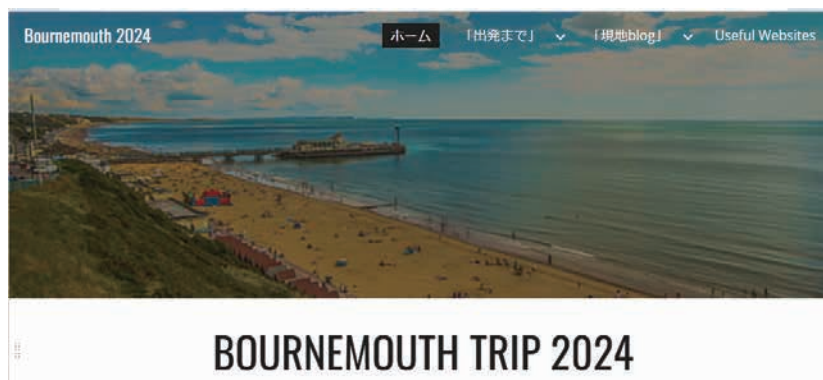 Bournemouth 2024 ホーム 「出発まで」 「現地blog」 Useful Websites
BOURNEMOUTH TRIP 2024